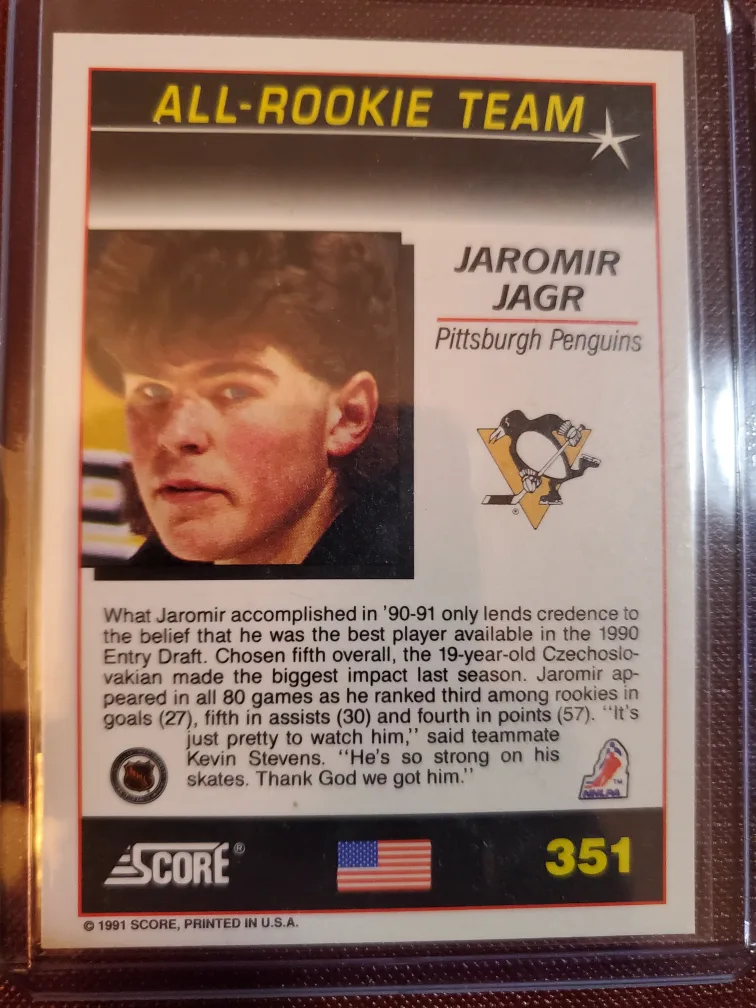 ALL-ROOKIE TEAM
JAROMIR
JAGR
Pittsburgh Penguins
®
What Jaromir accomplished in '90-91 only lends credence to
the belief that he was the best player available in the 1990
Entry Draft. Chosen fifth overall, the 19-year-old Czechoslo-
vakian made the biggest impact last season. Jaromir ap-
peared in all 80 games as he ranked third among rookies in
goals (27), fifth in assists (30) and fourth in points (57). "It's
just pretty to watch him," said teammate
Kevin Stevens. "He's so strong on his
skates. Thank God we got him."
NHL
TM
NHLPA
SCORE®
351
© 1991 SCORE, PRINTED IN U.S.A.